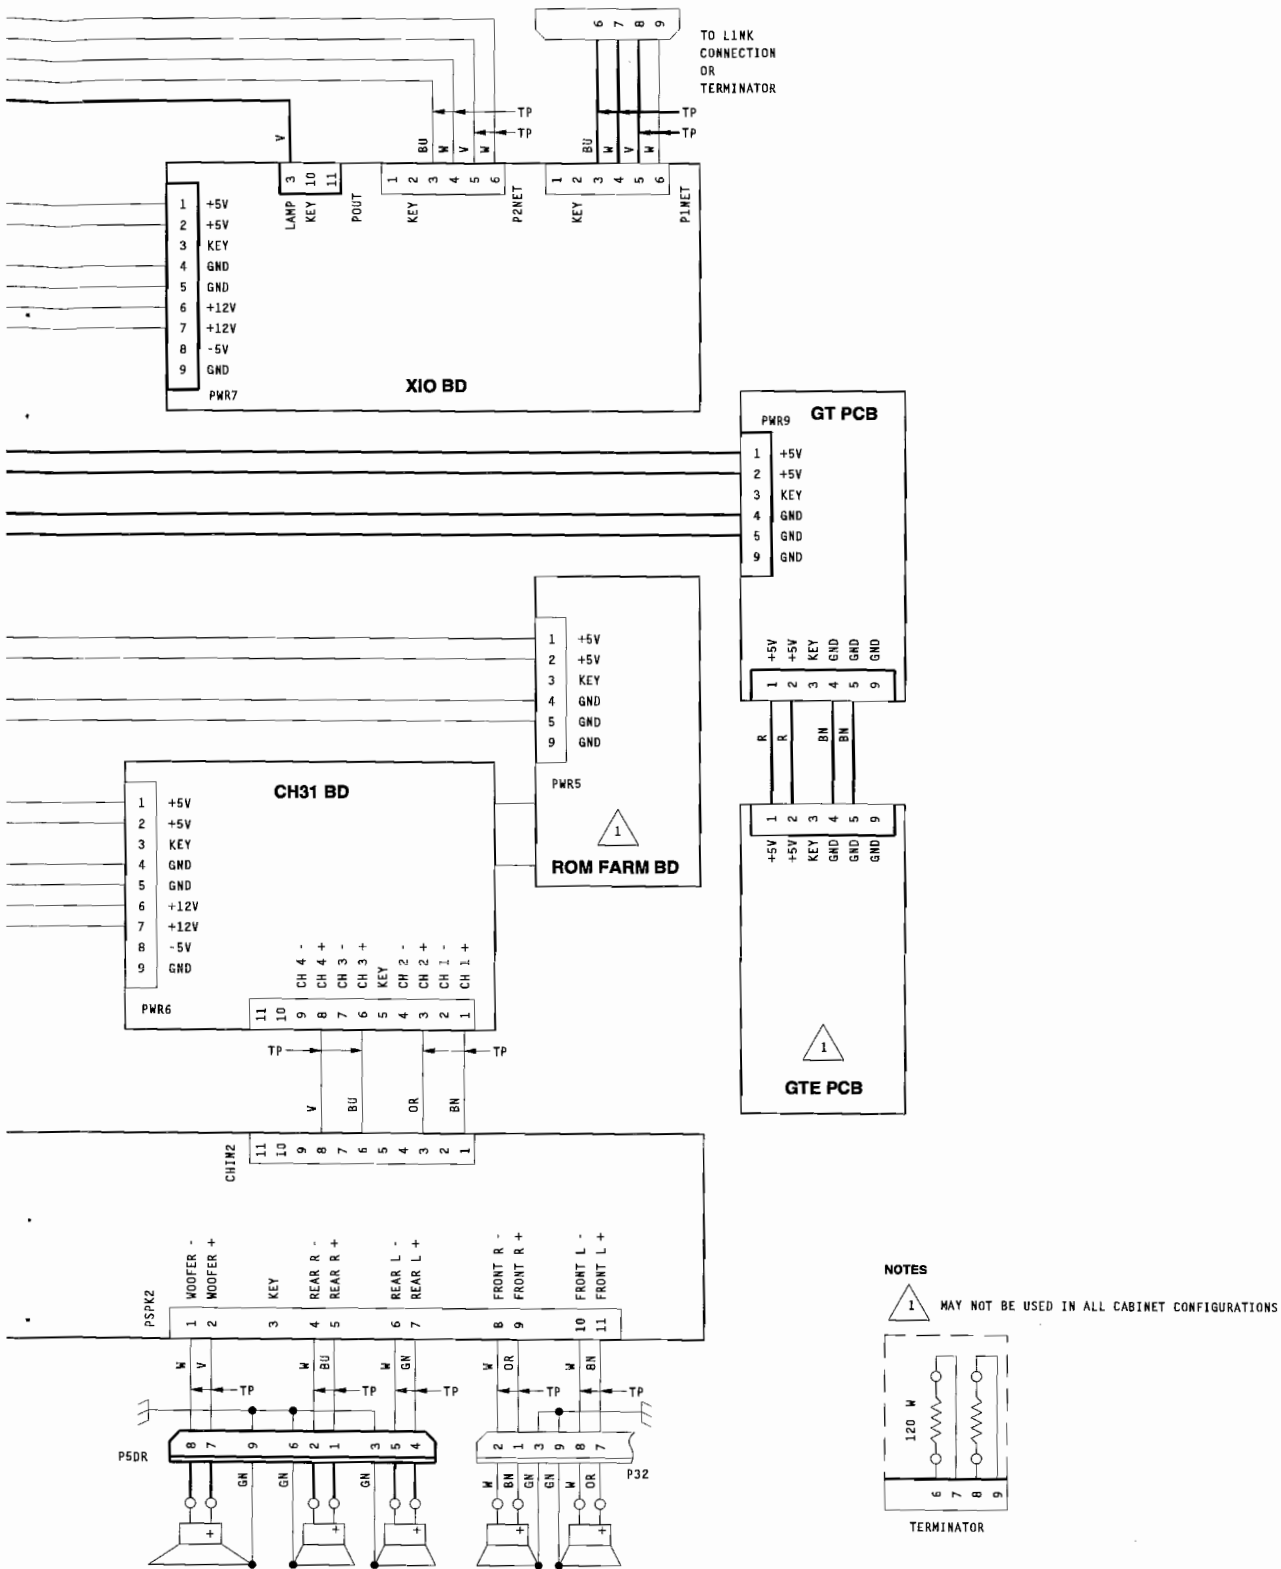 6 7 8 9
TO LINK
CONNECTION
OR
TERMINATOR
TP
TP
TP
TP
V
BU W V W
BU W V W
3 10 11
LAMP KEY
POUT
1 2 3 4 5 6
KEY
P2NET
1 2 3 4 5 6
KEY
P1NET
1 +5V
2 +5V
3 KEY
4 GND
5 GND
6 +12V
7 +12V
8 -5V
9 GND
PWR7
XIO BD
GT PCB
PWR9
1 +5V
2 +5V
3 KEY
4 GND
5 GND
9 GND
+5V +5V KEY GND GND GND
1 2 3 4 5 9
R R BN BN
1 2 3 4 5 9
+5V +5V KEY GND GND GND
1
GTE PCB
1 +5V
2 +5V
3 KEY
4 GND
5 GND
9 GND
PWR5
1
ROM FARM BD
CH31 BD
1 +5V
2 +5V
3 KEY
4 GND
5 GND
6 +12V
7 +12V
8 -5V
9 GND
PWR6
CH 4 - CH 4 + CH 3 - CH 3 + KEY CH 2 - CH 2 + CH 1 - CH 1 +
11 10 9 8 7 6 5 4 3 2 1
TP TP
V BU OR BN
CHIM2
11 10 9 8 7 6 5 4 3 2 1
WOOFER - WOOFER + KEY REAR R - REAR R + REAR L - REAR L + FRONT R - FRONT R + FRONT L - FRONT L +
PSPK2
1 2 3 4 5 6 7 8 9 10 11
W V W BU W GN W OR W BN
TP TP TP TP TP
P5DR
8 7 9 6 2 1 3 5 4
2 1 3 9 8 7
P32
GN GN GN W BN GN GN W OR
+ + + + +
NOTES
1 MAY NOT BE USED IN ALL CABINET CONFIGURATIONS
120 W
6 7 8 9
TERMINATOR